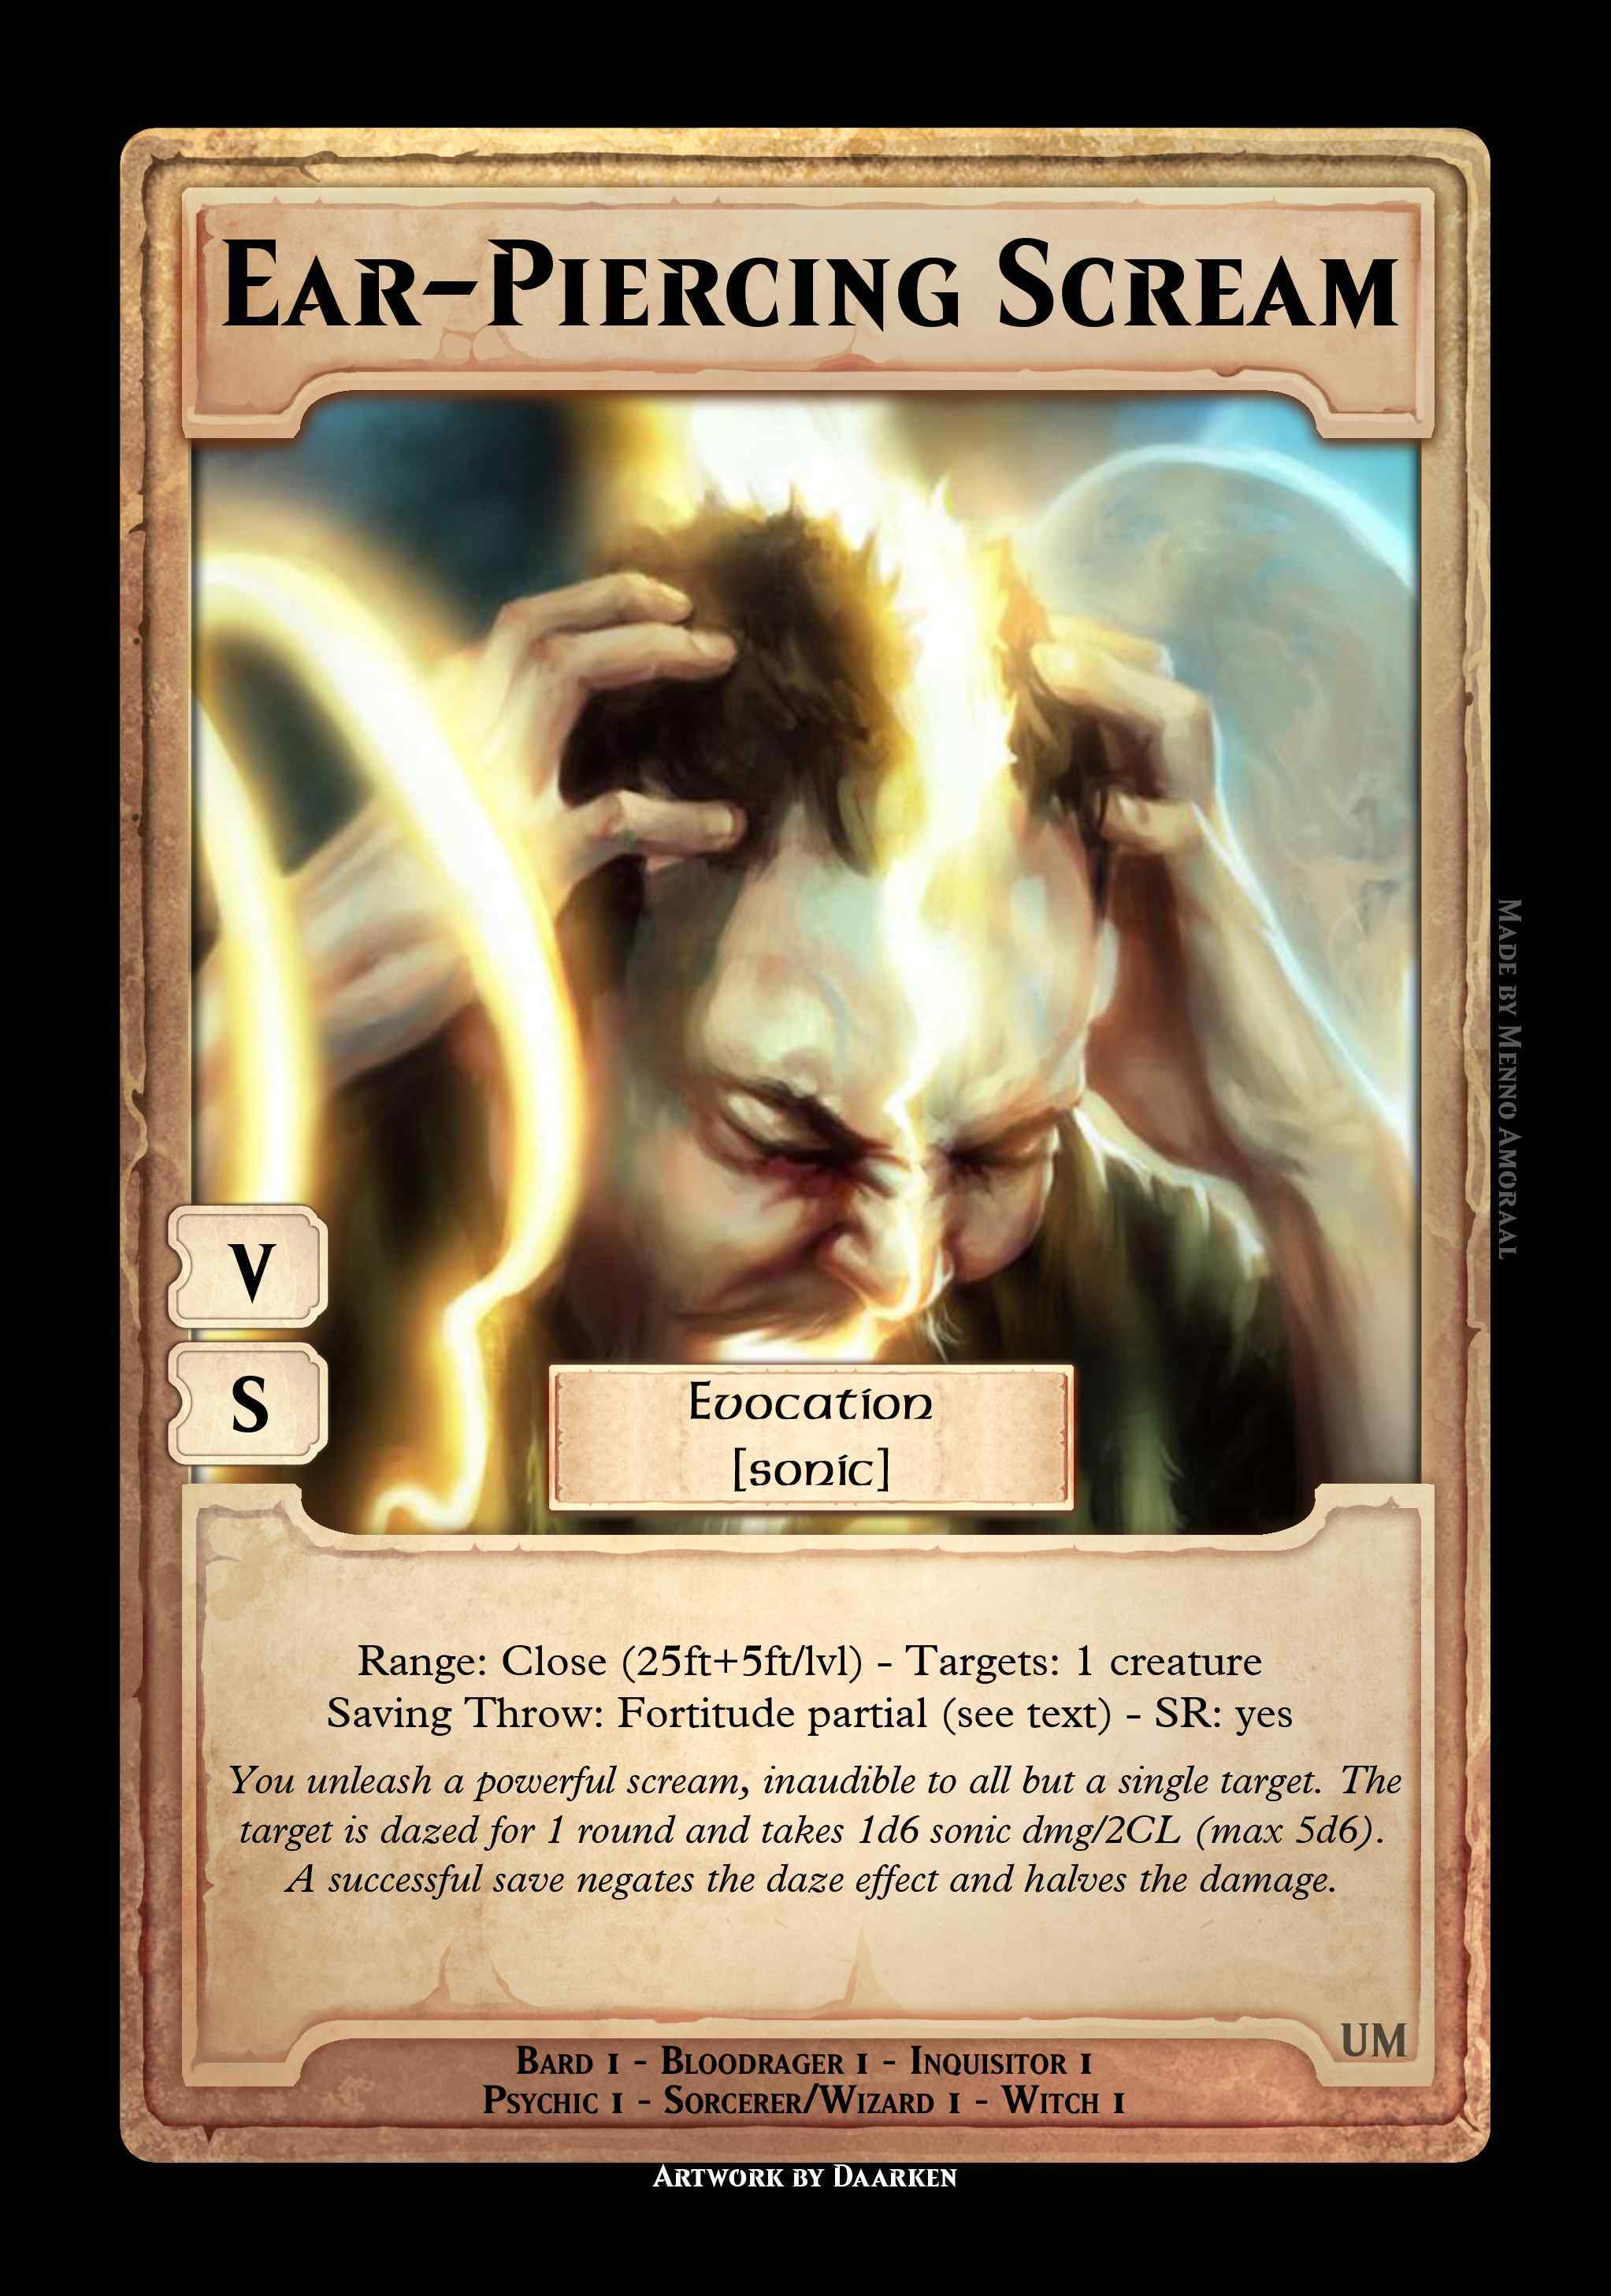 Ear-Piercing Scream
Made by Menno Amoraal
V
S
Evocation
[sonic]
Range: Close (25ft+5ft/lvl) - Targets: 1 creature
Saving Throw: Fortitude partial (see text) - SR: yes
You unleash a powerful scream, inaudible to all but a single target. The
target is dazed for 1 round and takes 1d6 sonic dmg/2CL (max 5d6).
A successful save negates the daze effect and halves the damage.
UM
Bard 1 - Bloodrager 1 - Inquisitor 1
Psychic 1 - Sorcerer/Wizard 1 - Witch 1
Artwork by Daarken